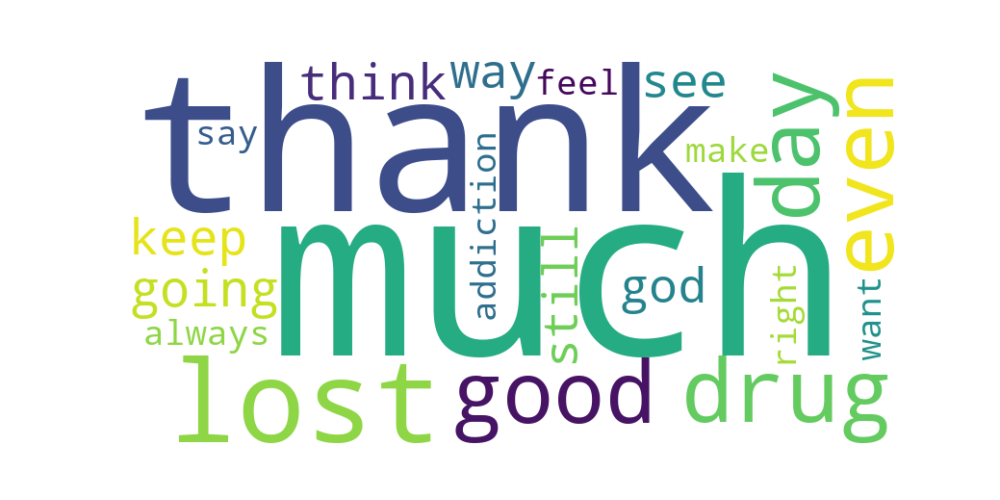 think
way
feel
see
thank
say
make
day
even
addiction
much
keep
going
always
still
god
right
want
lost
good
drug